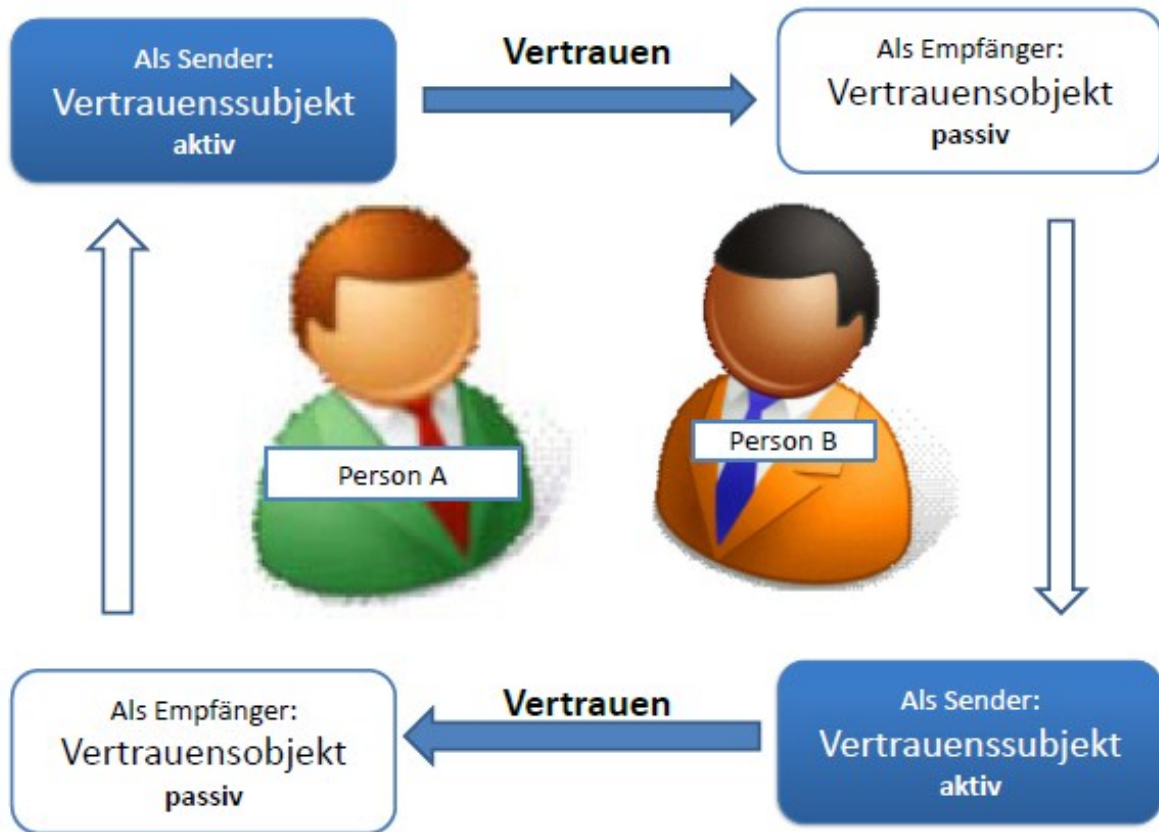 Als Sender:
Vertrauenssubjekt
aktiv
Vertrauen
Als Empfänger:
Vertrauensobjekt
passiv
Person A
Person B
Als Empfänger:
Vertrauensobjekt
passiv
Vertrauen
Als Sender:
Vertrauenssubjekt
aktiv